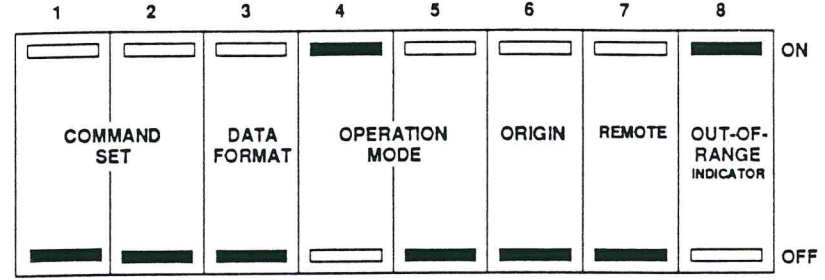 1 2 3 4 5 6 7 8
ON
COMMAND SET
DATA FORMAT
OPERATION MODE
ORIGIN
REMOTE
OUT-OF-RANGE INDICATOR
OFF